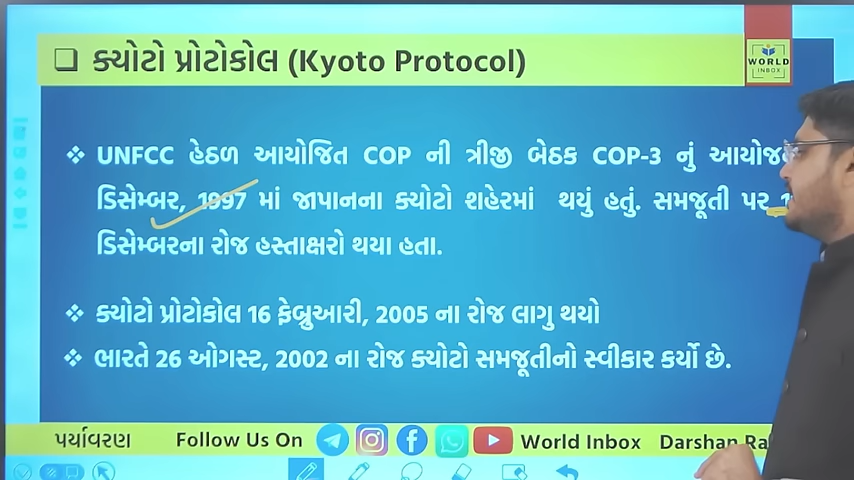 ❑ ક્યોટો પ્રોટોકોલ (Kyoto Protocol)
WORLD
INBOX
❖ UNFCC હેઠળ આયોજિત COP ની ત્રીજી બેઠક COP-3 નું
ડિસેમ્બર, 1997 માં જાપાનના ક્યોટો શહેરમાં થયું હતું. સમજૂતી પર
ડિસેમ્બરના રોજ હસ્તાક્ષરો થયા હતા.
❖ ક્યોટો પ્રોટોકોલ 16 ફેબ્રુઆરી, 2005 ના રોજ લાગુ થયો
❖ ભારતે 26 ઓગસ્ટ, 2002 ના રોજ ક્યોટો સમજૂતીનો સ્વીકાર કર્યો છે.
પર્યાવરણ Follow Us On World Inbox Darshan